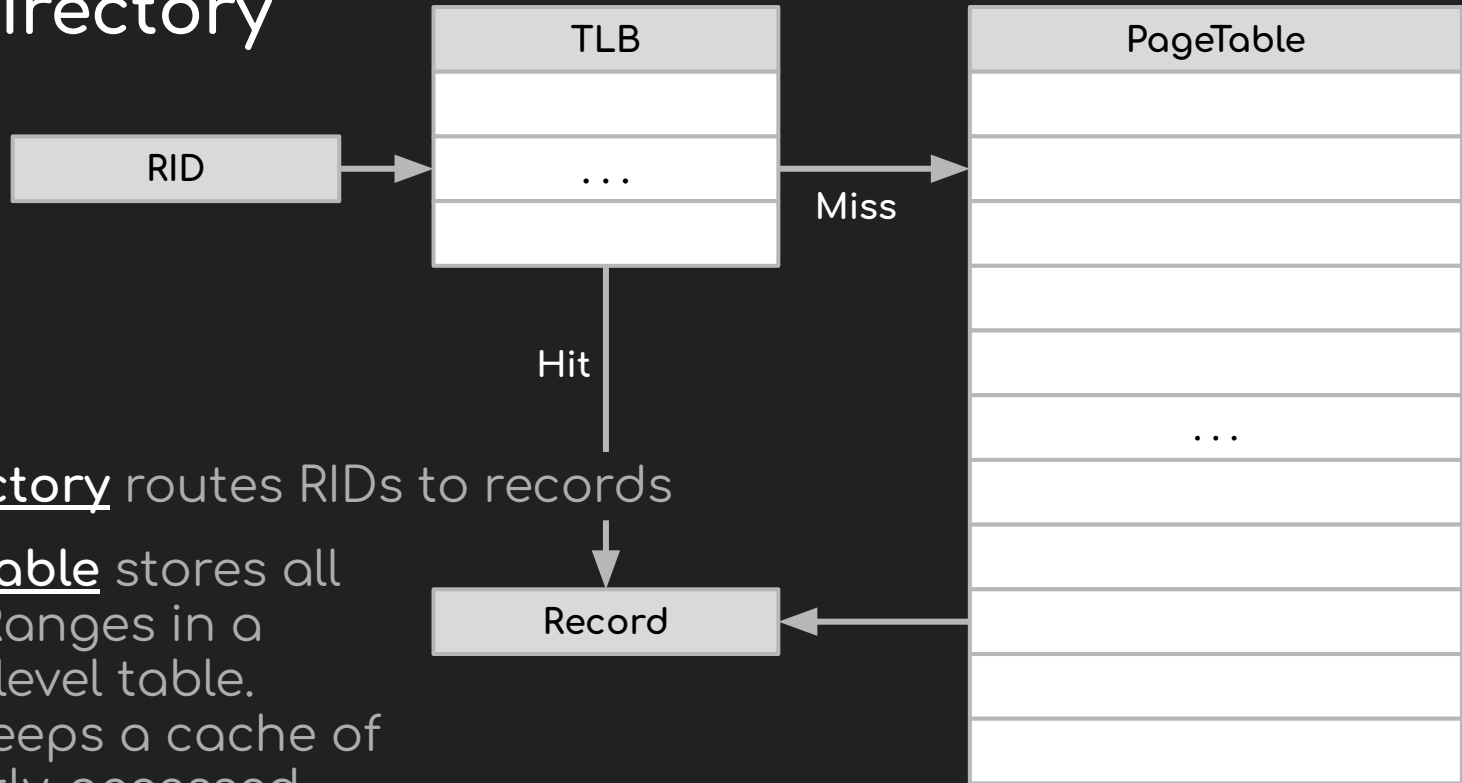 irectory
TLB
PageTable
RID
...
Miss
Hit
...
ctory routes RIDs to records
able stores all
Ranges in a
level table.
eeps a cache of
Record